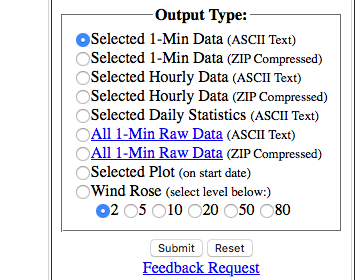 Output Type:
Selected 1-Min Data (ASCII Text)
Selected 1-Min Data (ZIP Compressed)
Selected Hourly Data (ASCII Text)
Selected Hourly Data (ZIP Compressed)
Selected Daily Statistics (ASCII Text)
All 1-Min Raw Data (ASCII Text)
All 1-Min Raw Data (ZIP Compressed)
Selected Plot (on start date)
Wind Rose (select level below:)
2 5 10 20 50 80
Submit Reset
Feedback Request